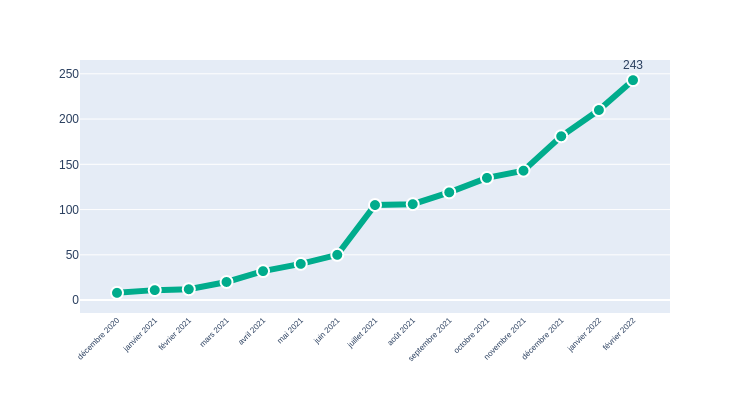 243
250
200
150
100
50
0
décembre 2020
janvier 2021
février 2021
mars 2021
avril 2021
mai 2021
juin 2021
juillet 2021
août 2021
septembre 2021
octobre 2021
novembre 2021
décembre 2021
janvier 2022
février 2022